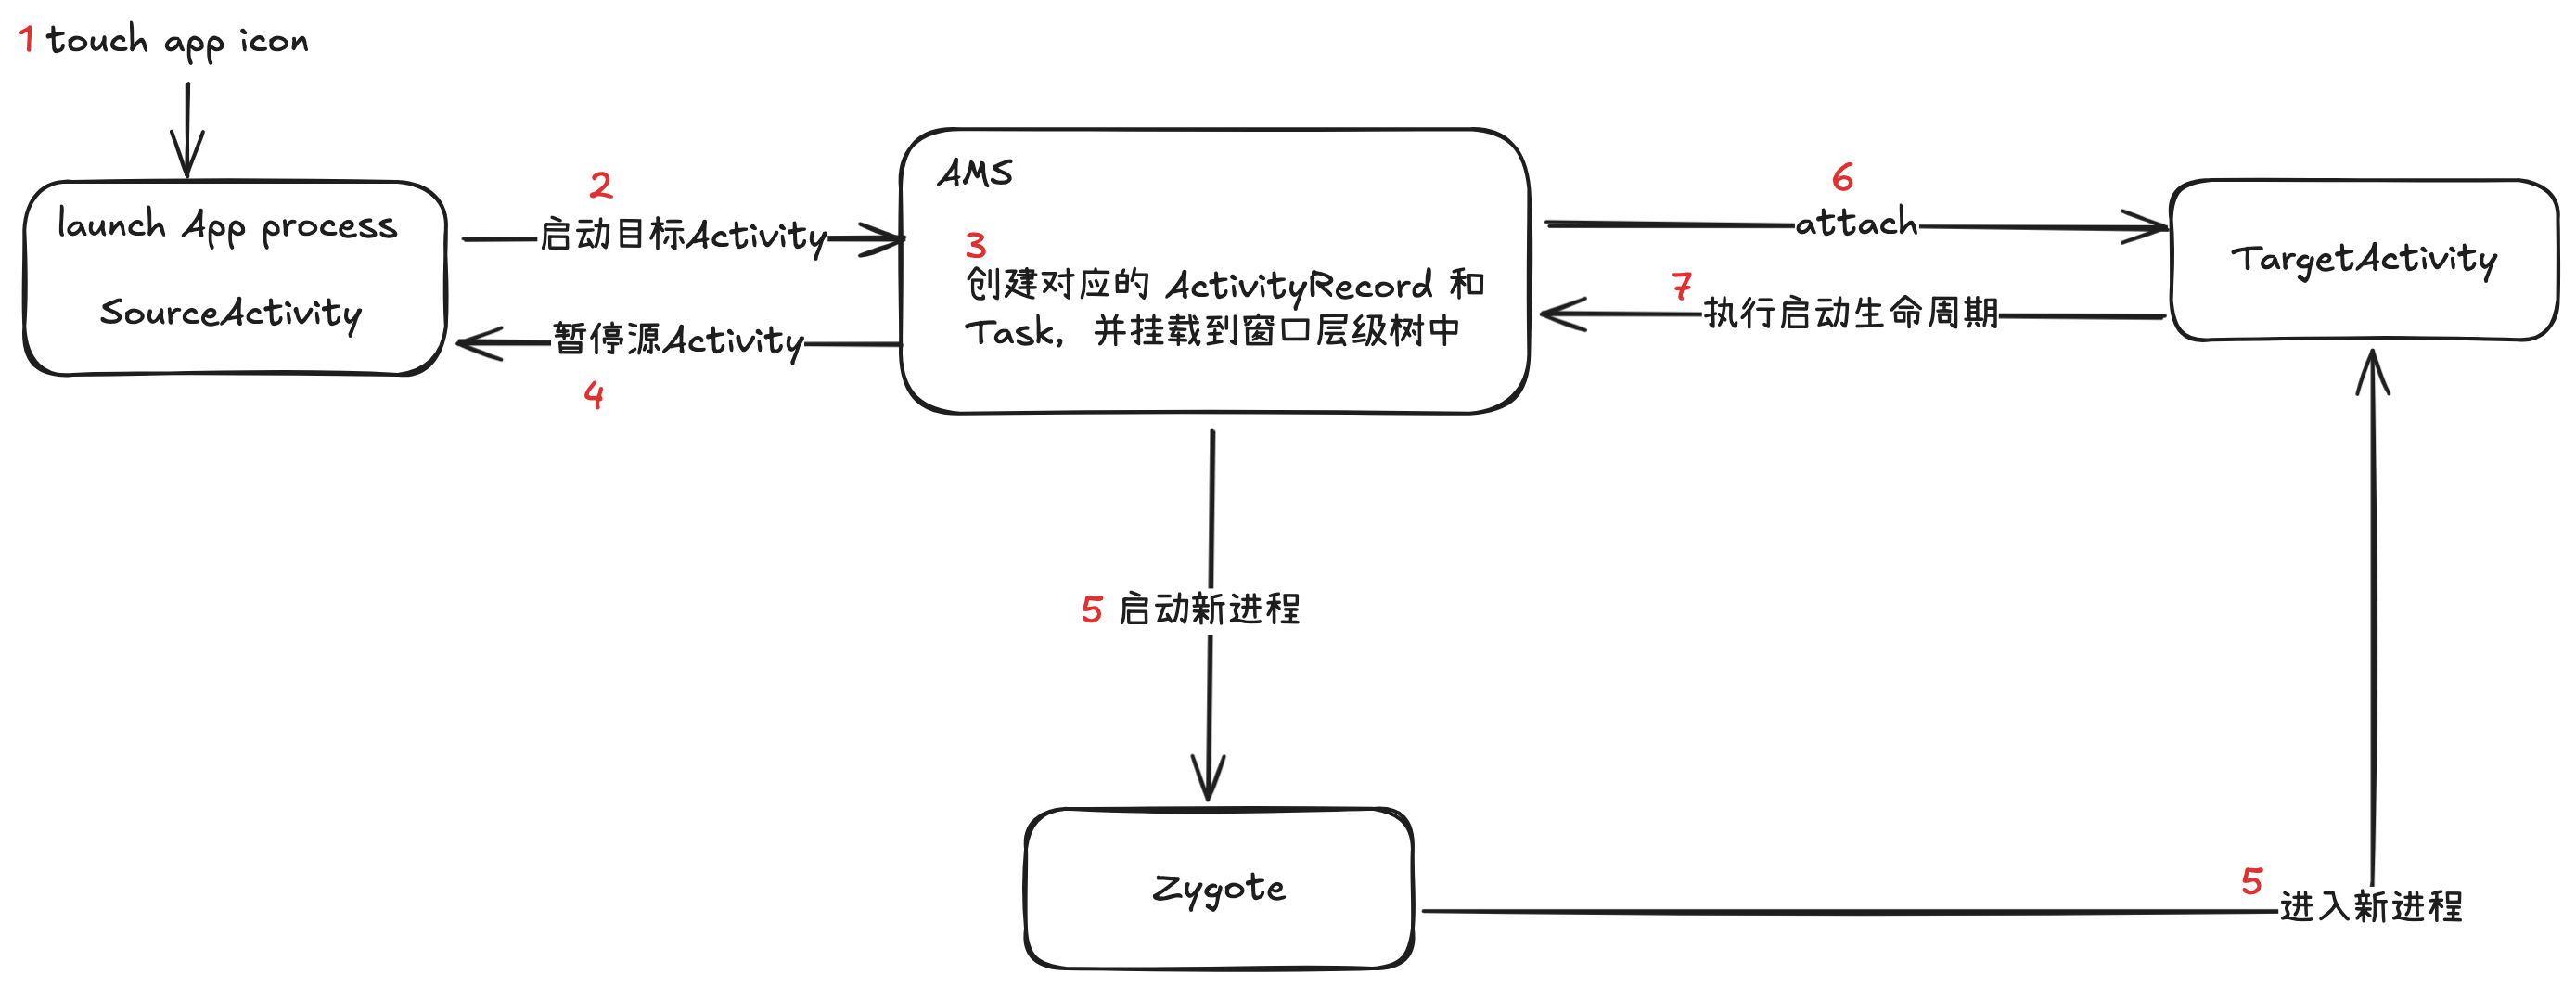 1 touch app icon
launch App process
SourceActivity
2
启动目标Activity
暂停源Activity
4
AMS
3
创建对应的 ActivityRecord 和
Task, 并挂载到窗口层级树中
6
attach
7
执行启动生命周期
TargetActivity
5 启动新进程
Zygote
5
进入新进程